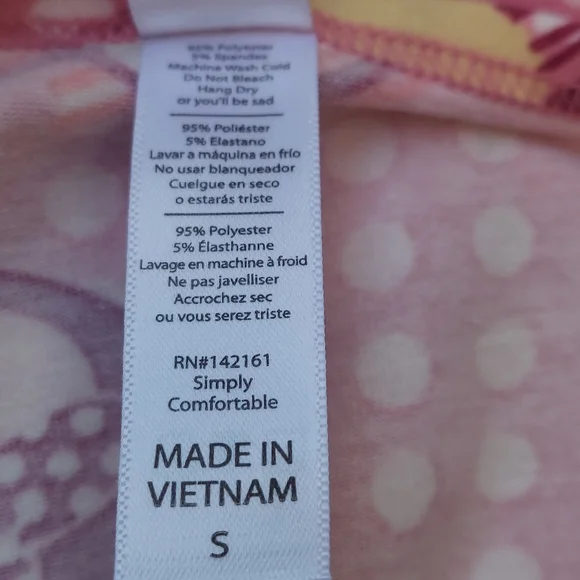 95% Polyester
5% Spandex
Machine Wash Cold
Do Not Bleach
Hang Dry
or you'll be sad
95% Poliéster
5% Elastano
Lavar a máquina en frío
No usar blanqueador
Cuelgue en seco
o estarás triste
95% Polyester
5% Élasthanne
Lavage en machine à froid
Ne pas javelliser
Accrochez sec
ou vous serez triste
RN#142161
Simply
Comfortable
MADE IN
VIETNAM
S